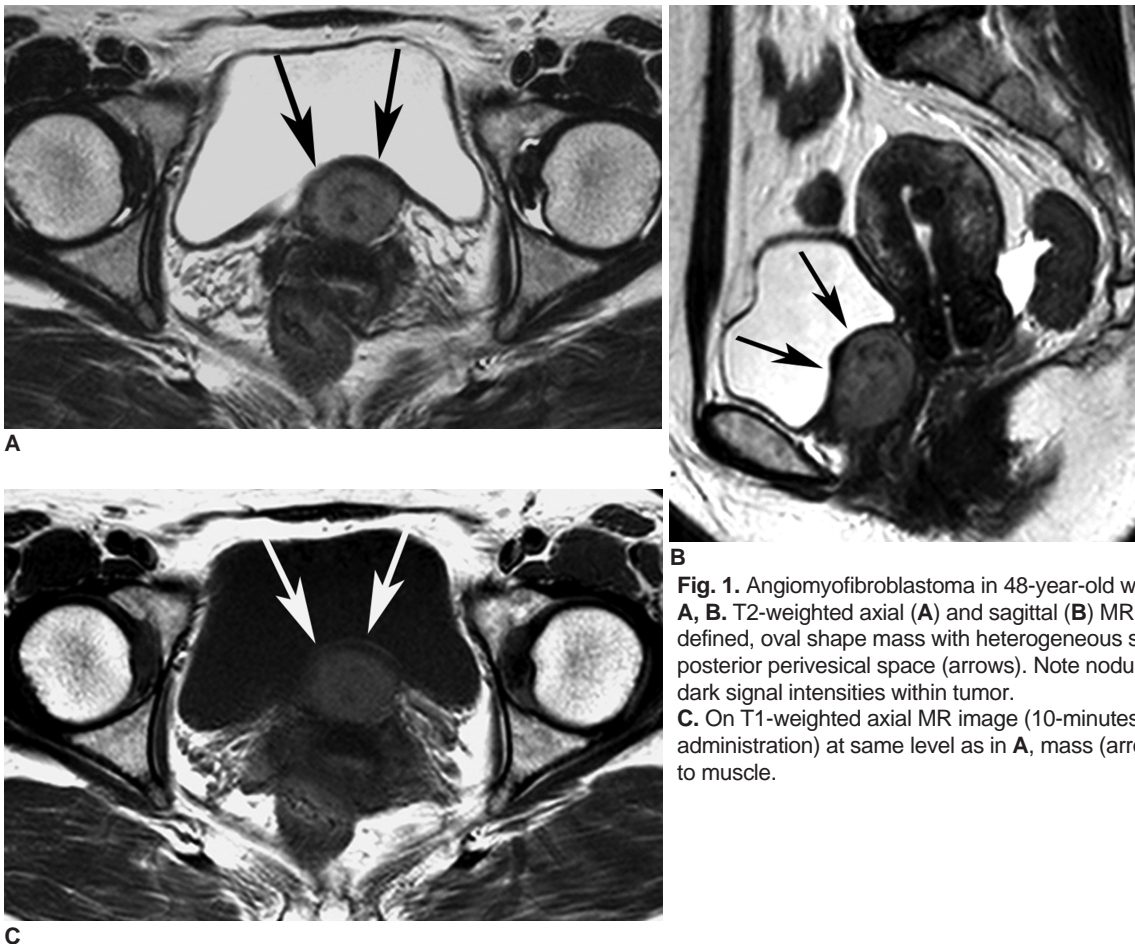 A
B
Fig. 1. Angiomyofibroblastoma in 48-year-old w
A, B. T2-weighted axial (A) and sagittal (B) MR
defined, oval shape mass with heterogeneous s
posterior perivesical space (arrows). Note nodu
dark signal intensities within tumor.
C. On T1-weighted axial MR image (10-minutes
administration) at same level as in A, mass (arr
to muscle.
C